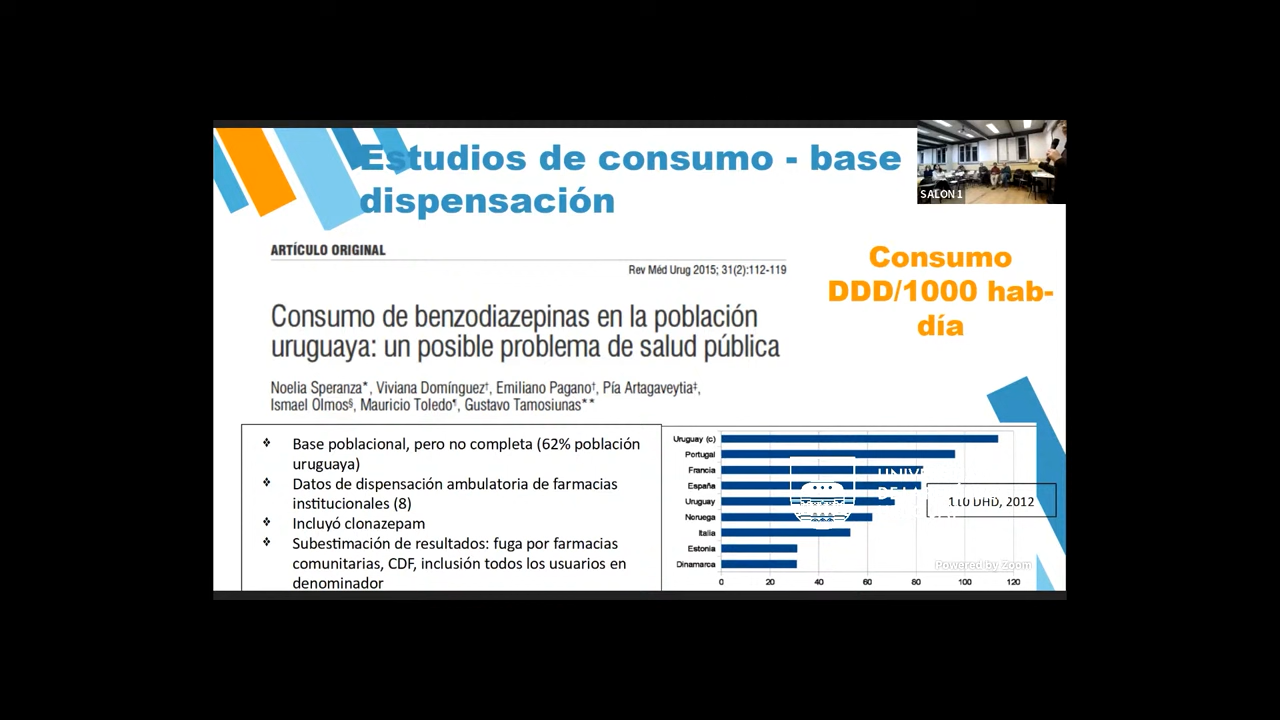 Estudios de consumo - base
dispensación
SALON 1
ARTÍCULO ORIGINAL
Rev Méd Urug 2015; 31(2):112-119
Consumo
DDD/1000 hab-
día
Consumo de benzodiazepinas en la población
uruguaya: un posible problema de salud pública
Noelia Speranza*, Viviana Domínguez†, Emiliano Pagano†, Pía Artagaveytia‡,
Ismael Olmos§, Mauricio Toledo¶, Gustavo Tamosiunas**
❖ Base poblacional, pero no completa (62% población
uruguaya)
❖ Datos de dispensación ambulatoria de farmacias
institucionales (8)
❖ Incluyó clonazepam
❖ Subestimación de resultados: fuga por farmacias
comunitarias, CDF, inclusión todos los usuarios en
denominador
Uruguay (c)
Portugal
Francia
España
Uruguay
Noruega
Italia
Estonia
Dinamarca
0 20 40 60 80 100 120
DHD, 2012
Powered by Zoom